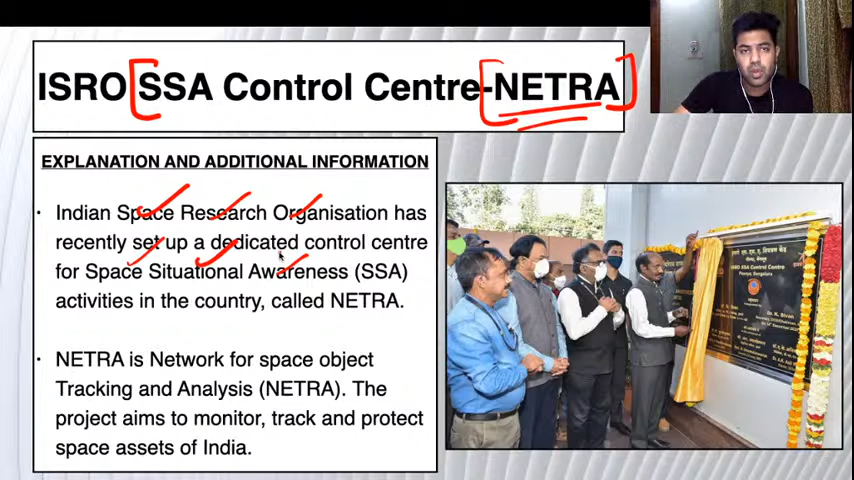 ISRO SSA Control Centre-NETRA
EXPLANATION AND ADDITIONAL INFORMATION
· Indian Space Research Organisation has
recently set up a dedicated control centre
for Space Situational Awareness (SSA)
activities in the country, called NETRA.
· NETRA is Network for space object
Tracking and Analysis (NETRA). The
project aims to monitor, track and protect
space assets of India.
ISRO SSA Control Centre
Peenya, Bengaluru
Dr. K. Sivan